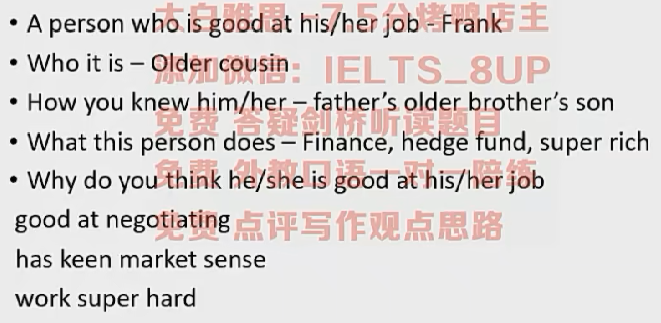 • A person who is good at his/her job - Frank
• Who it is – Older cousin
• How you knew him/her – father's older brother's son
• What this person does – Finance, hedge fund, super rich
• Why do you think he/she is good at his/her job
good at negotiating
has keen market sense
work super hard
大白雅思 -7.5分烤鸭店主
添加微信：IELTS_8UP
免费 答疑剑桥听读题目
免费 外教口语一对一陪练
免费 点评写作观点思路